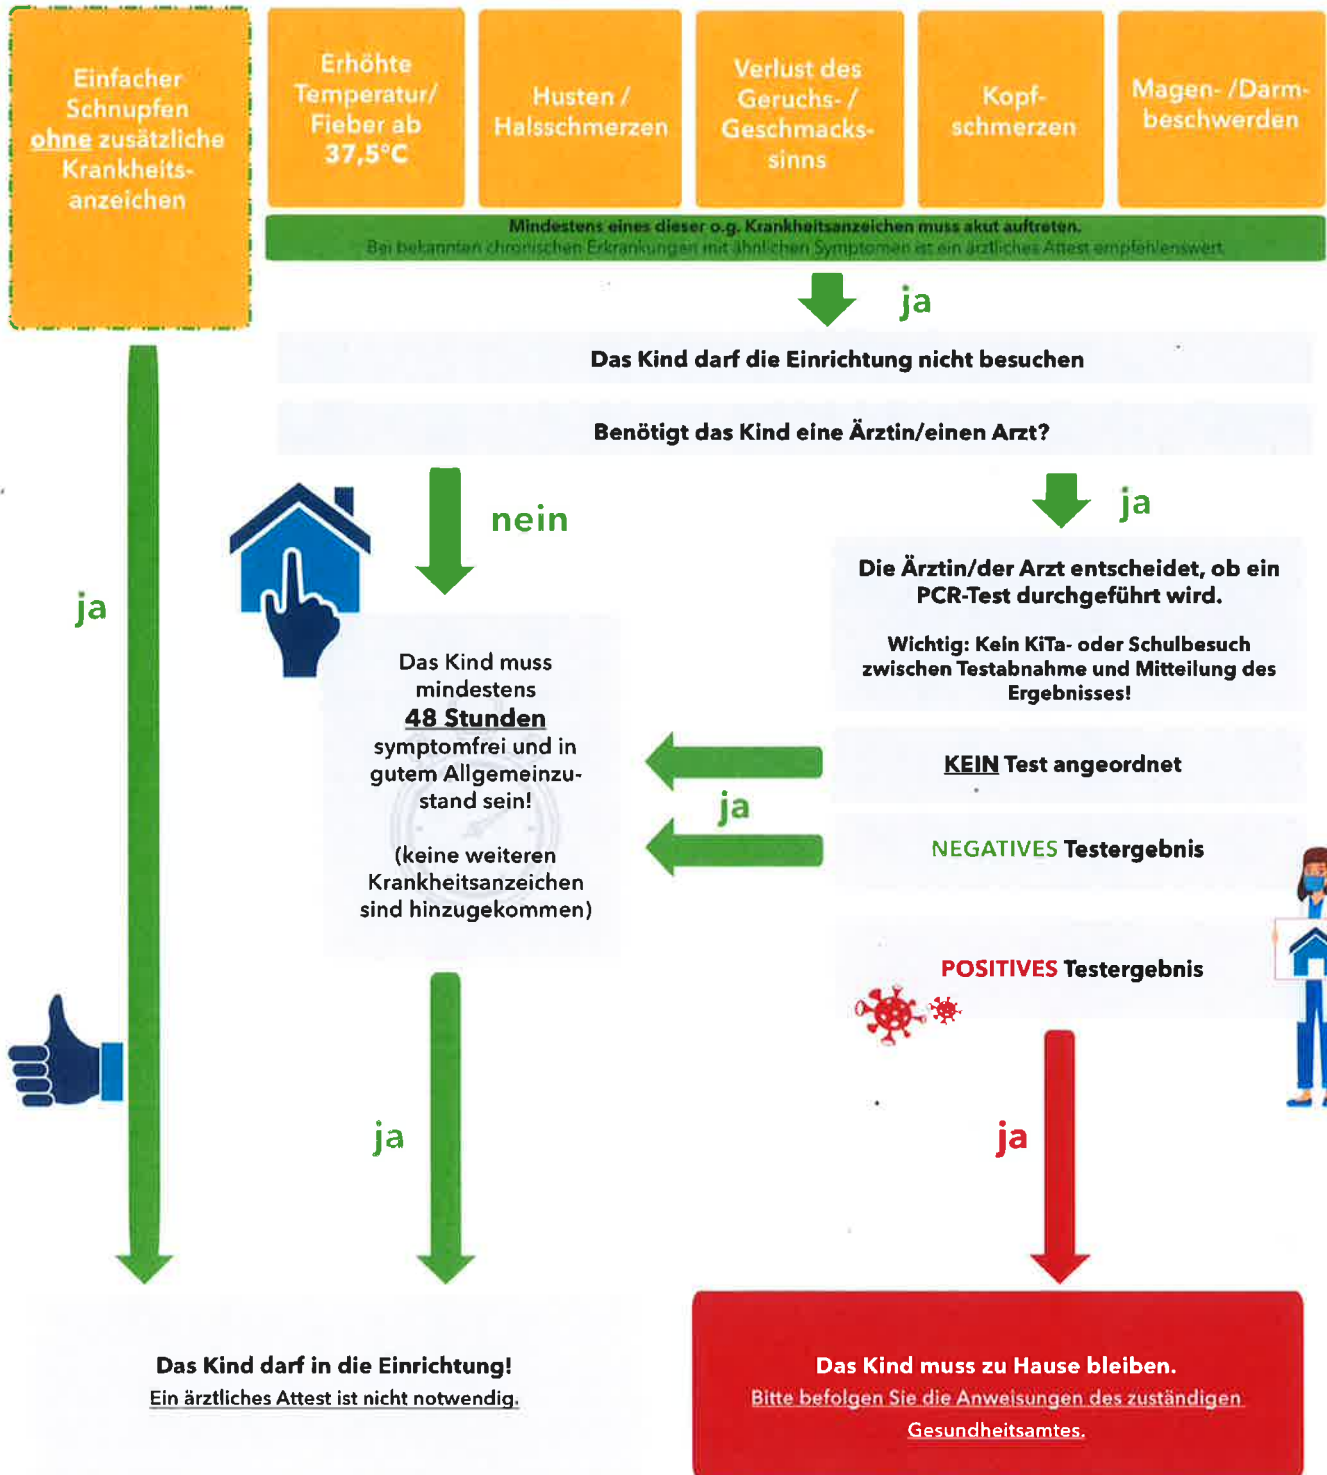 Einfacher
Schnupfen
ohne zusätzliche
Krankheits-
anzeichen
Erhöhte
Temperatur/
Fieber ab
37,5°C
Husten /
Halsschmerzen
Verlust des
Geruchs- /
Geschmacks-
sinns
Kopf-
schmerzen
Magen- /Darm-
beschwerden
Mindestens eines dieser o.g. Krankheitsanzeichen muss akut auftreten.
Bei bekannten chronischen Erkrankungen mit ähnlichen Symptomen ist ein ärztliches Attest empfehlenswert.
ja
Das Kind darf die Einrichtung nicht besuchen
Benötigt das Kind eine Ärztin/einen Arzt?
nein
ja
ja
Die Ärztin/der Arzt entscheidet, ob ein
PCR-Test durchgeführt wird.
Wichtig: Kein KiTa- oder Schulbesuch
zwischen Testabnahme und Mitteilung des
Ergebnisses!
Das Kind muss
mindestens
48 Stunden
symptomfrei und in
gutem Allgemeinzu-
stand sein!
(keine weiteren
Krankheitsanzeichen
sind hinzugekommen)
KEIN Test angeordnet
ja
NEGATIVES Testergebnis
POSITIVES Testergebnis
ja
ja
Das Kind darf in die Einrichtung!
Ein ärztliches Attest ist nicht notwendig.
Das Kind muss zu Hause bleiben.
Bitte befolgen Sie die Anweisungen des zuständigen
Gesundheitsamtes.